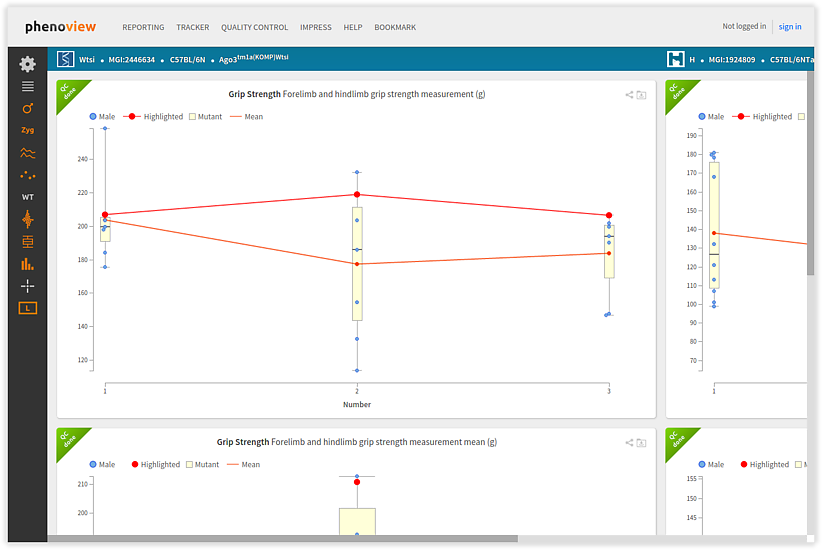 phenoview REPORTING TRACKER QUALITY CONTROL IMPRESS HELP BOOKMARK Not logged in sign in
Wtsi • MGI:2446634 • C57BL/6N • Ago3tm1a(KOMP)Wtsi
H • MGI:1924809 • C57BL/6NTa
Zyg
WT
L
QC done
Grip Strength Forelimb and hindlimb grip strength measurement (g)
Male Highlighted Mutant Mean
240
220
200
180
160
140
120
1 2 3
Number
QC done
Male Highlighted
190
180
170
160
150
140
130
120
110
100
90
80
70
1
QC done
Grip Strength Forelimb and hindlimb grip strength measurement mean (g)
Male Highlighted Mutant Mean
210
200
QC done
Male Highlighted M
155
150
145